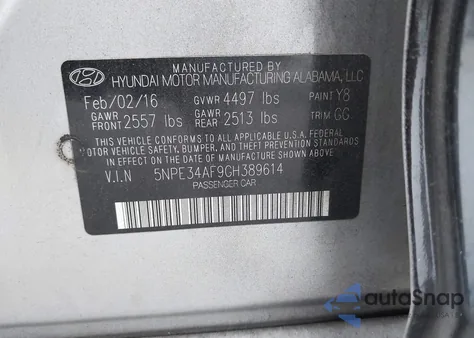 MFD BY
HYUNDAI MOTOR MANUFACTURING ALABAMA, LLC
Feb/02/16 GVWR 4497 lbs PAINT Y8
GAWR FRONT 2557 lbs GAWR REAR 2513 lbs TRIM GG
THIS VEHICLE CONFORMS TO ALL APPLICABLE U.S. FEDERAL
MOTOR VEHICLE SAFETY, BUMPER, AND THEFT PREVENTION STANDARDS
IN EFFECT ON THE DATE OF MANUFACTURE SHOWN ABOVE.
V.I.N 5NPE34AF9GH389614
PASSENGER CAR
autoSnap